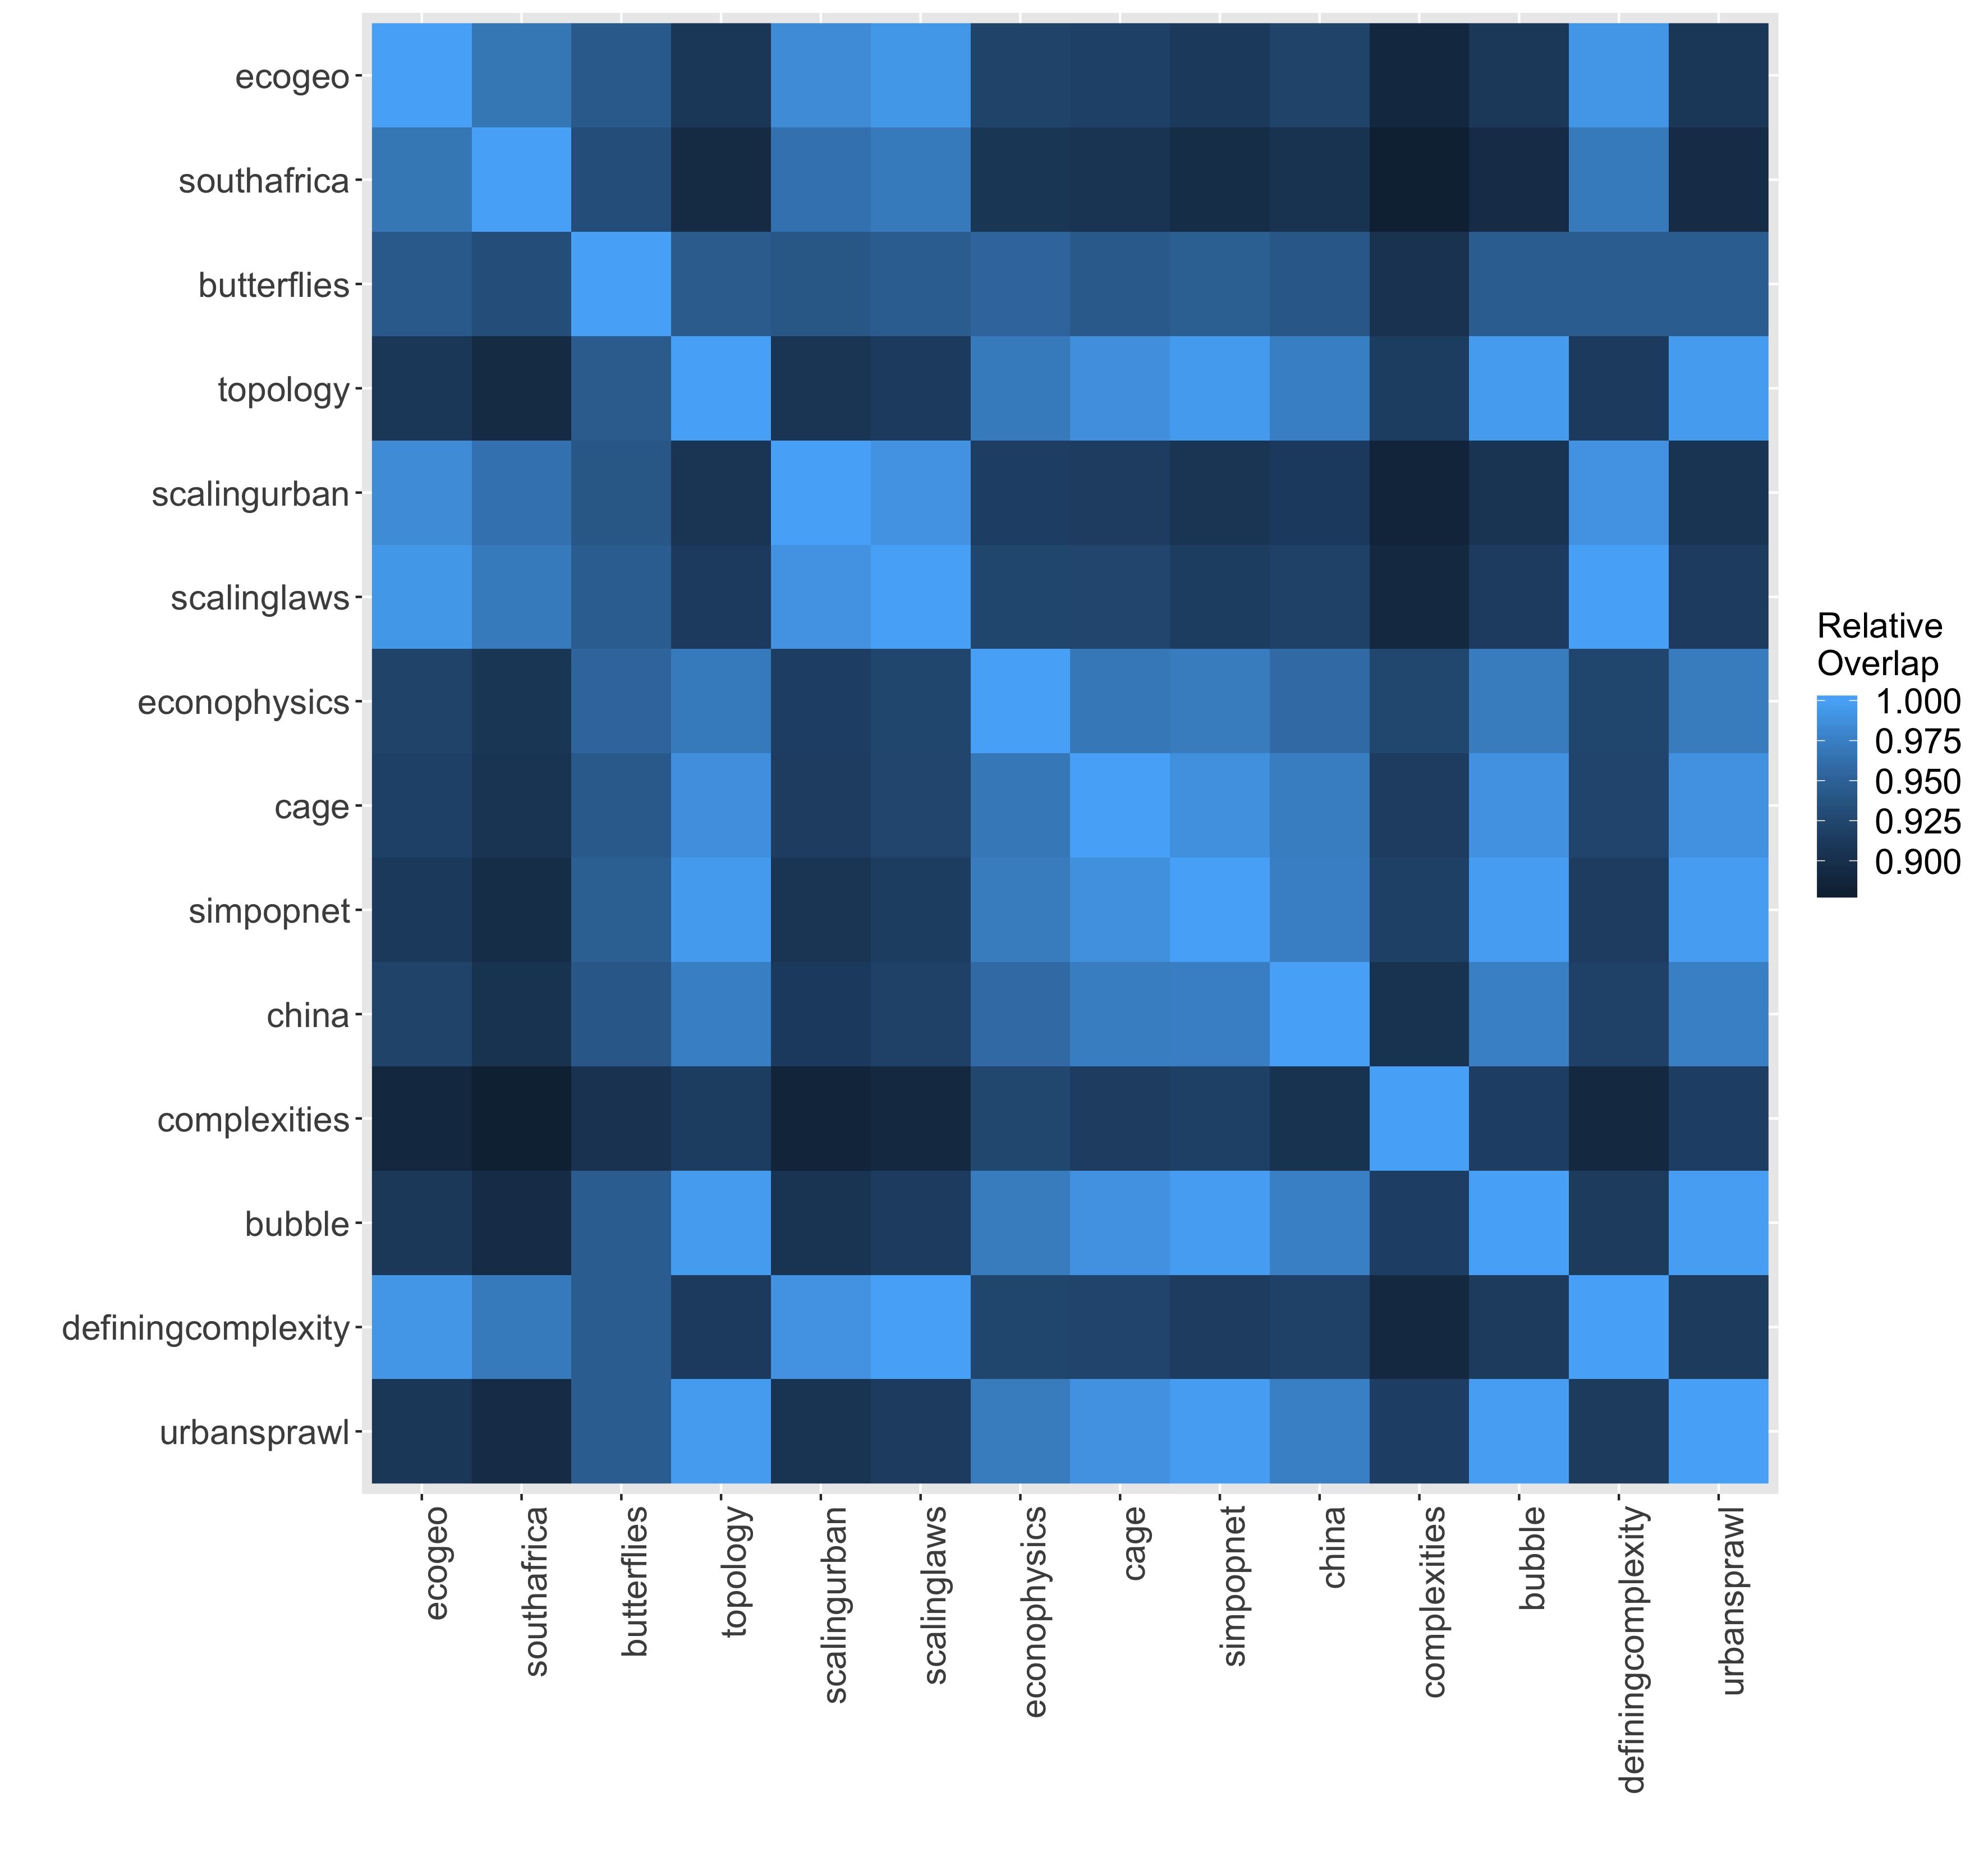 ecogeo
southafrica
butterflies
topology
scalingurban
scalinglaws
econophysics
cage
simpopnet
china
complexities
bubble
definingcomplexity
urbansprawl
ecogeo
southafrica
butterflies
topology
scalingurban
scalinglaws
econophysics
cage
simpopnet
china
complexities
bubble
definingcomplexity
urbansprawl
Relative
Overlap
1.000
0.975
0.950
0.925
0.900